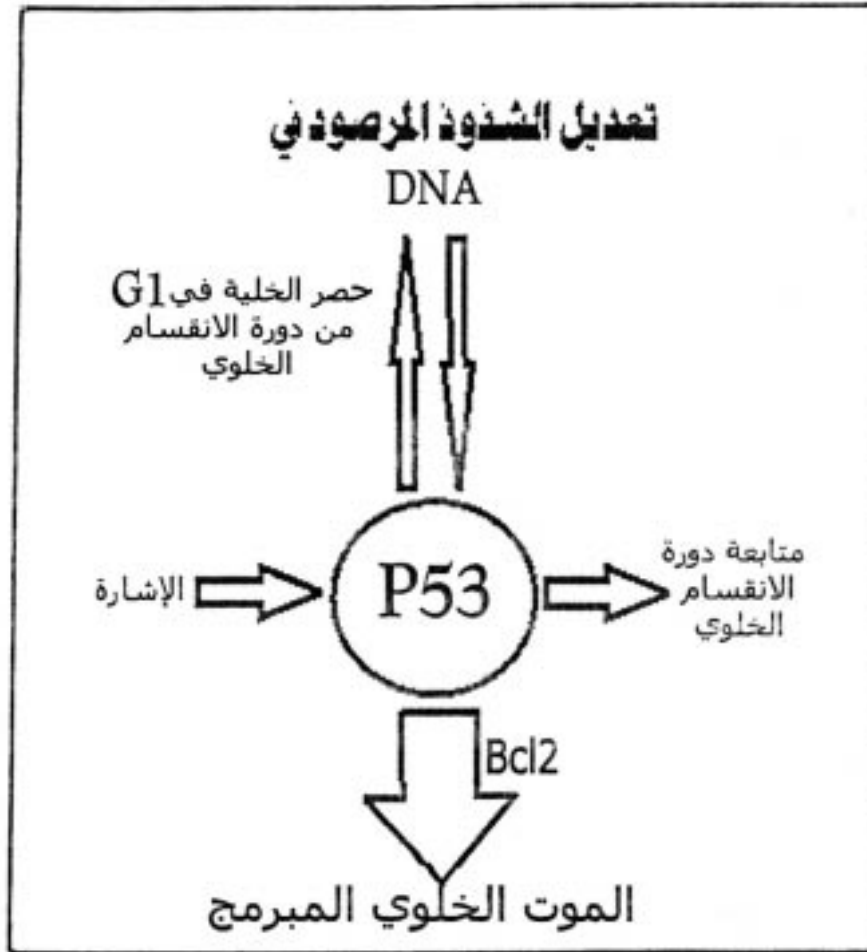 تعديل الشذوذ المرصود في
DNA
حصر الخلية في G1
من دورة الانقسام
الخلوي
الإشارة
P53
متابعة دورة
الانقسام
الخلوي
Bcl2
الموت الخلوي المبرمج